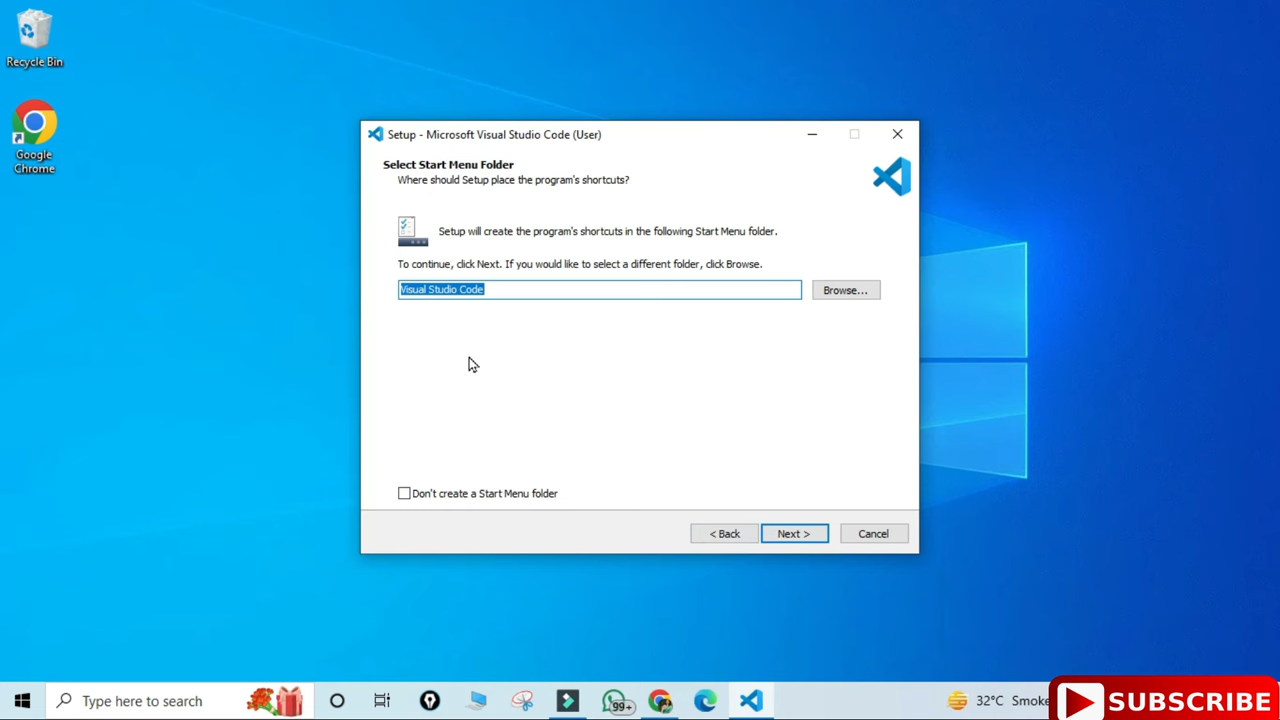 Recycle Bin
Google
Chrome
Setup - Microsoft Visual Studio Code (User)
Select Start Menu Folder
Where should Setup place the program's shortcuts?
Setup will create the program's shortcuts in the following Start Menu folder.
To continue, click Next. If you would like to select a different folder, click Browse.
Visual Studio Code
Browse...
Don't create a Start Menu folder
< Back
Next >
Cancel
Type here to search
99+
32°C Smoke
SUBSCRIBE